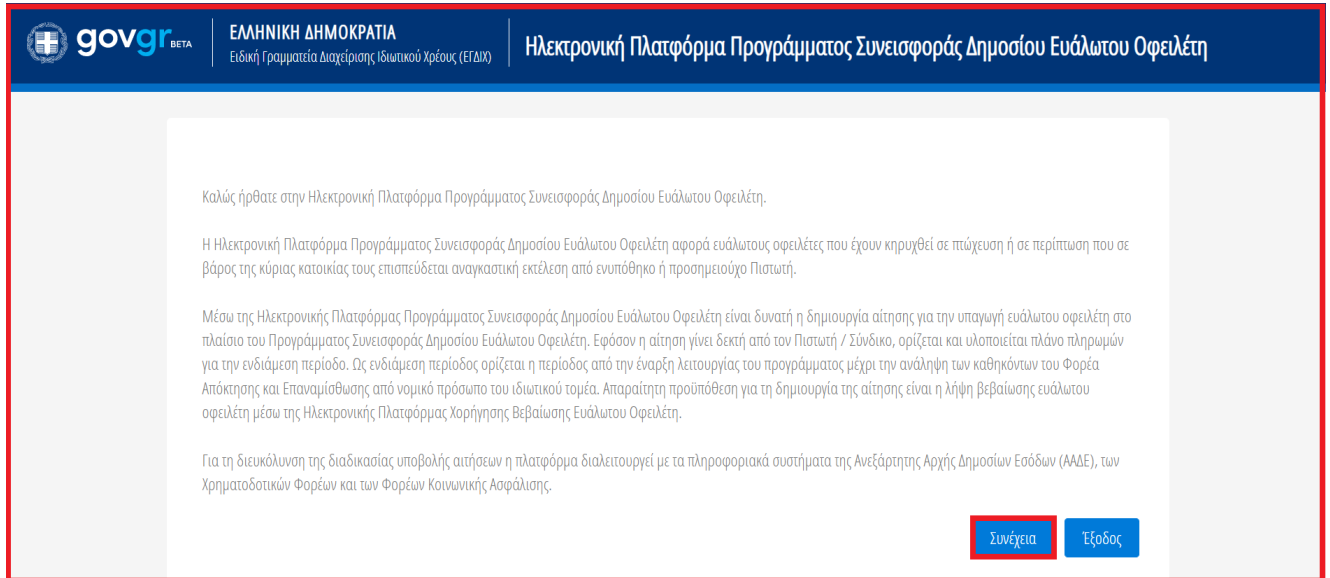 govgr BETA
ΕΛΛΗΝΙΚΗ ΔΗΜΟΚΡΑΤΙΑ
Ειδική Γραμματεία Διαχείρισης Ιδιωτικού Χρέους (ΕΓΔΙΧ)
Ηλεκτρονική Πλατφόρμα Προγράμματος Συνεισφοράς Δημοσίου Ευάλωτου Οφειλέτη
Καλώς ήρθατε στην Ηλεκτρονική Πλατφόρμα Προγράμματος Συνεισφοράς Δημοσίου Ευάλωτου Οφειλέτη.
Η Ηλεκτρονική Πλατφόρμα Προγράμματος Συνεισφοράς Δημοσίου Ευάλωτου Οφειλέτη αφορά ευάλωτους οφειλέτες που έχουν κηρυχθεί σε πτώχευση ή σε περίπτωση που σε
βάρος της κύριας κατοικίας τους επισπεύδεται αναγκαστική εκτέλεση από ενυπόθηκο ή προσημειούχο Πιστωτή.
Μέσω της Ηλεκτρονικής Πλατφόρμας Προγράμματος Συνεισφοράς Δημοσίου Ευάλωτου Οφειλέτη είναι δυνατή η δημιουργία αίτησης για την υπαγωγή ευάλωτου οφειλέτη στο
πλαίσιο του Προγράμματος Συνεισφοράς Δημοσίου Ευάλωτου Οφειλέτη. Εφόσον η αίτηση γίνει δεκτή από τον Πιστωτή / Σύνδικο, ορίζεται και υλοποιείται πλάνο πληρωμών
για την ενδιάμεση περίοδο. Ως ενδιάμεση περίοδος ορίζεται η περίοδος από την έναρξη λειτουργίας του προγράμματος μέχρι την ανάληψη των καθηκόντων του Φορέα
Απόκτησης και Επαναμίσθωσης από νομικό πρόσωπο του ιδιωτικού τομέα. Απαραίτητη προϋπόθεση για τη δημιουργία της αίτησης είναι η λήψη βεβαίωσης ευάλωτου
οφειλέτη μέσω της Ηλεκτρονικής Πλατφόρμας Χορήγησης Βεβαίωσης Ευάλωτου Οφειλέτη.
Για τη διευκόλυνση της διαδικασίας υποβολής αιτήσεων η πλατφόρμα διαλειτουργεί με τα πληροφοριακά συστήματα της Ανεξάρτητης Αρχής Δημοσίων Εσόδων (ΑΑΔΕ), των
Χρηματοδοτικών Φορέων και των Φορέων Κοινωνικής Ασφάλισης.
Συνέχεια
Έξοδος